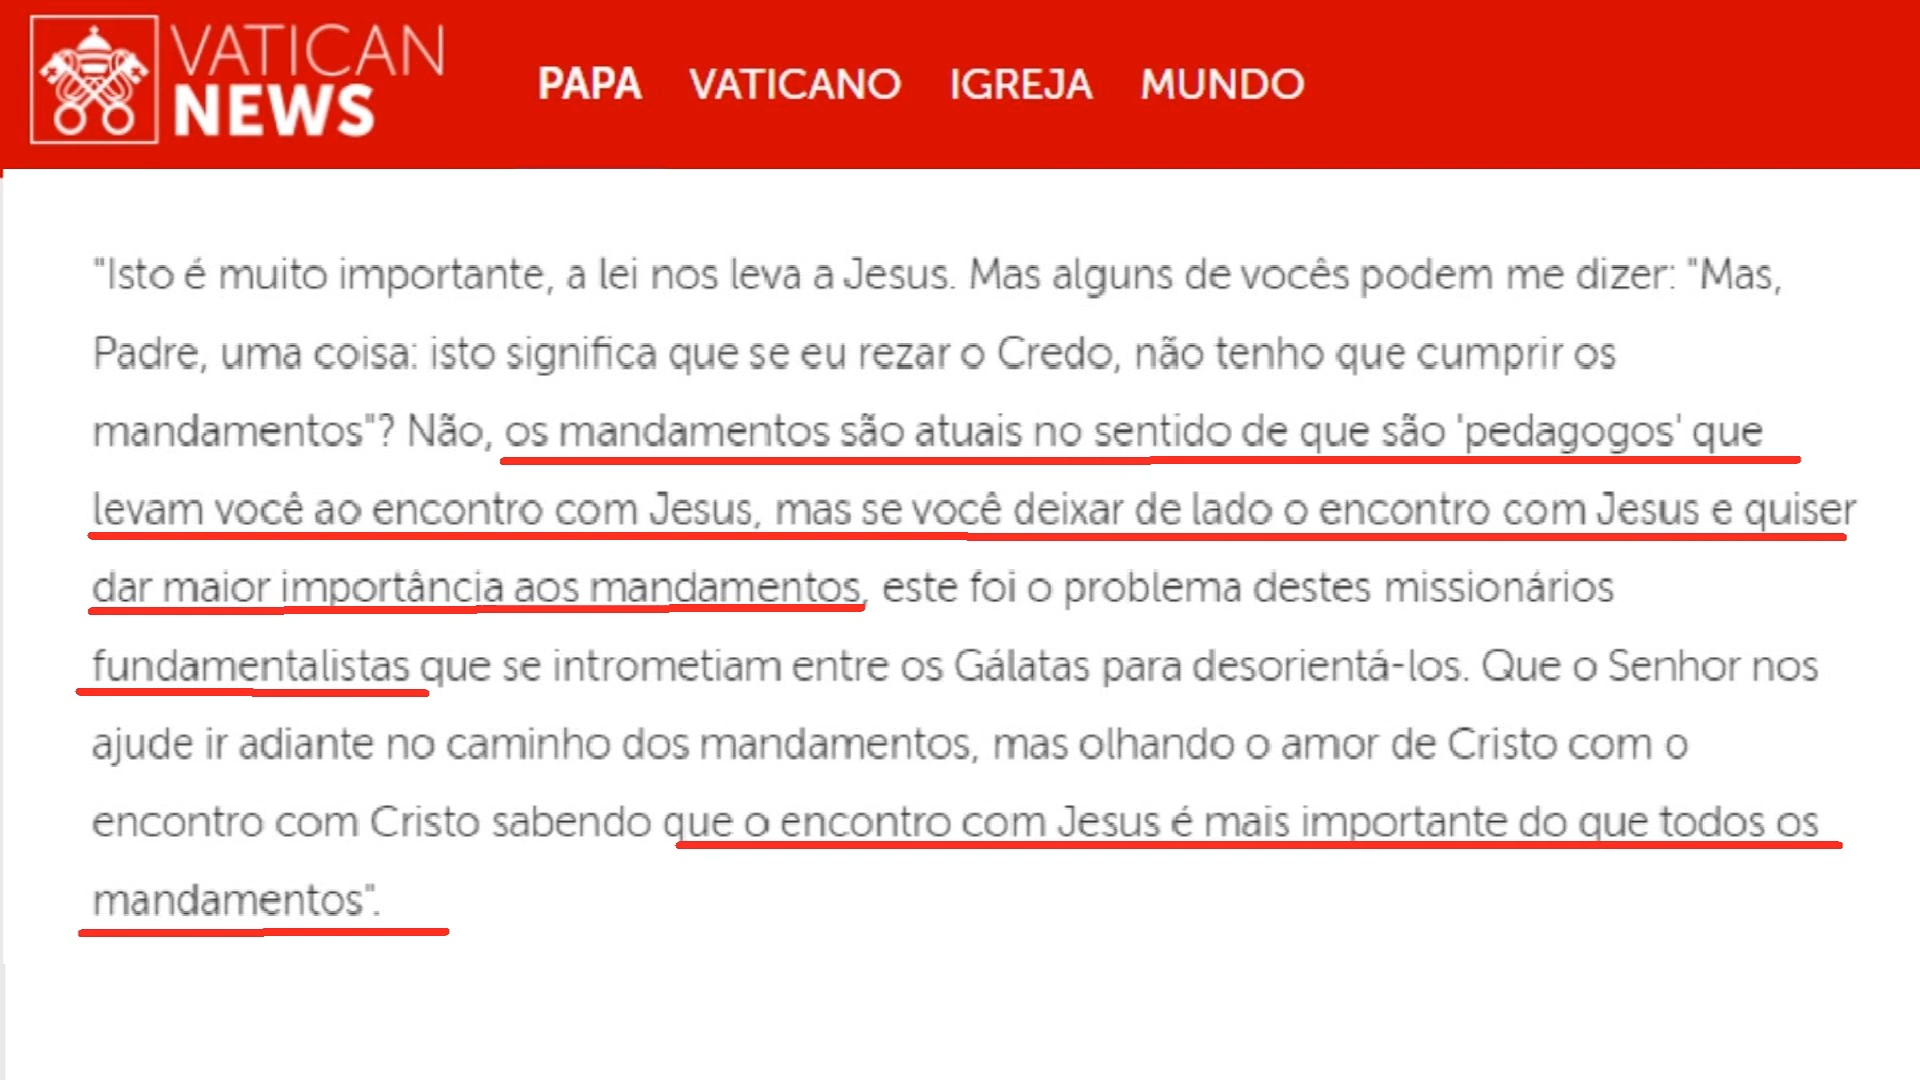 VATICAN
NEWS
PAPA VATICANO IGREJA MUNDO
"Isto é muito importante, a lei nos leva a Jesus. Mas alguns de vocês podem me dizer: "Mas,
Padre, uma coisa: isto significa que se eu rezar o Credo, não tenho que cumprir os
mandamentos"? Não, os mandamentos são atuais no sentido de que são 'pedagogos' que
levam você ao encontro com Jesus, mas se você deixar de lado o encontro com Jesus e quiser
dar maior importância aos mandamentos, este foi o problema destes missionários
fundamentalistas que se intrometiam entre os Gálatas para desorientá-los. Que o Senhor nos
ajude ir adiante no caminho dos mandamentos, mas olhando o amor de Cristo com o
encontro com Cristo sabendo que o encontro com Jesus é mais importante do que todos os
mandamentos".